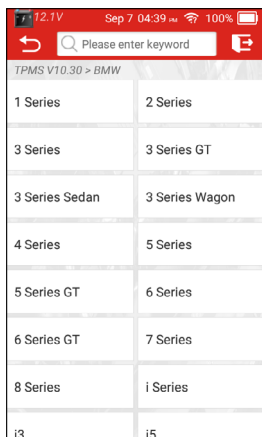 12.1V Sep 7 04:39 PM 100%
Please enter keyword
TPMS V10.30 > BMW
1 Series 2 Series
3 Series 3 Series GT
3 Series Sedan 3 Series Wagon
4 Series 5 Series
5 Series GT 6 Series
6 Series GT 7 Series
8 Series i Series
i3 i5